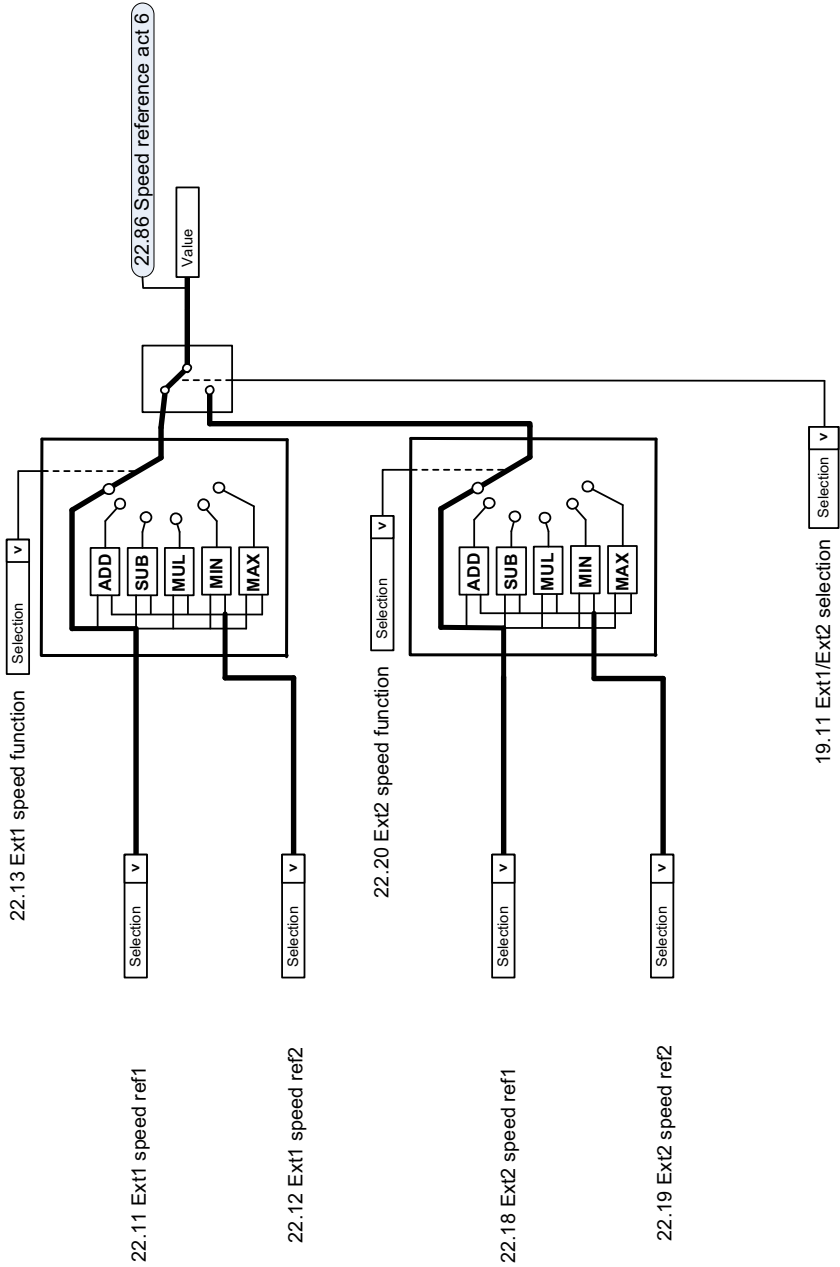 22.13 Ext1 speed function
Selection v
22.86 Speed reference act 6
Value
22.11 Ext1 speed ref1
Selection v
ADD
SUB
MUL
MIN
MAX
22.12 Ext1 speed ref2
Selection v
22.20 Ext2 speed function
Selection v
22.18 Ext2 speed ref1
Selection v
ADD
SUB
MUL
MIN
MAX
22.19 Ext2 speed ref2
Selection v
19.11 Ext1/Ext2 selection
Selection v